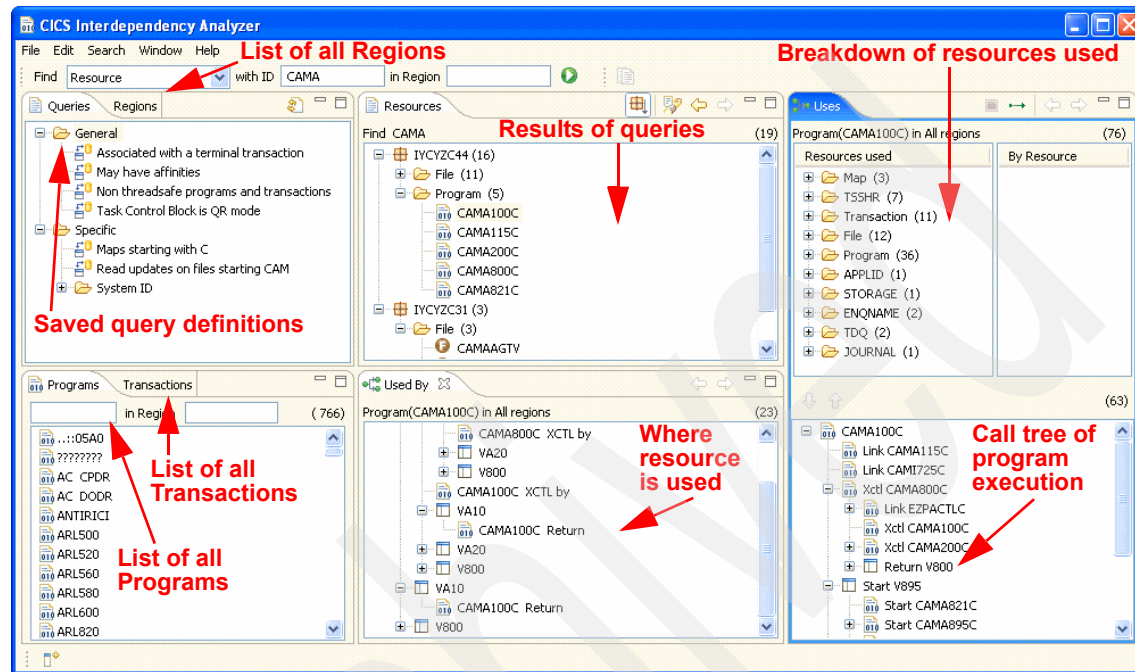 CICS Interdependency Analyzer
File Edit Search Window Help
List of all Regions
Breakdown of resources used
Find Resource with ID CAMA in Region
Queries Regions
General
Associated with a terminal transaction
May have affinities
Non threadsafe programs and transactions
Task Control Block is QR mode
Specific
Maps starting with C
Read updates on files starting CAM
System ID
Saved query definitions
Resources
Find CAMA (19)
Results of queries
IYCYZC44 (16)
File (11)
Program (5)
CAMA100C
CAMA115C
CAMA200C
CAMA800C
CAMA821C
IYCYZC31 (3)
File (3)
CAMAAGTV
Uses
Program(CAMA100C) in All regions (76)
Resources used By Resource
Map (3)
TSSHR (7)
Transaction (11)
File (12)
Program (36)
APPLID (1)
STORAGE (1)
ENQNAME (2)
TDQ (2)
JOURNAL (1)
Programs Transactions
in Region (766)
..::05A0
????????
AC CPDR
AC DODR
ANTIRICI
ARL500
ARL520
ARL560
ARL580
ARL600
ARL820
List of all
Transactions
List of all
Programs
Used By
Program(CAMA100C) in All regions (23)
CAMA800C XCTL by
VA20
V800
CAMA100C XCTL by
VA10
CAMA100C Return
VA20
V800
VA10
CAMA100C Return
V800
Where
resource
is used
(63)
CAMA100C
Link CAMA115C
Link CAMI725C
Xctl CAMA800C
Link EZPACTLC
Xctl CAMA100C
Xctl CAMA200C
Return V800
Start V895
Start CAMA821C
Start CAMA895C
Call tree of
program
execution